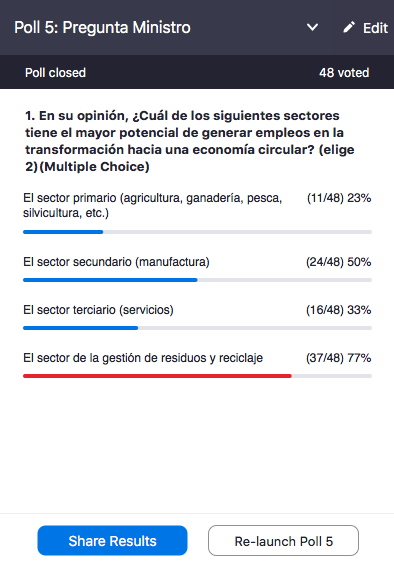 Poll 5: Pregunta Ministro
Edit
Poll closed
48 voted
1. En su opinión, ¿Cuál de los siguientes sectores
tiene el mayor potencial de generar empleos en la
transformación hacia una economía circular? (elige
2)(Multiple Choice)
El sector primario (agricultura, ganadería, pesca,
silvicultura, etc.)
(11/48) 23%
El sector secundario (manufactura)
(24/48) 50%
El sector terciario (servicios)
(16/48) 33%
El sector de la gestión de residuos y reciclaje
(37/48) 77%
Share Results
Re-launch Poll 5